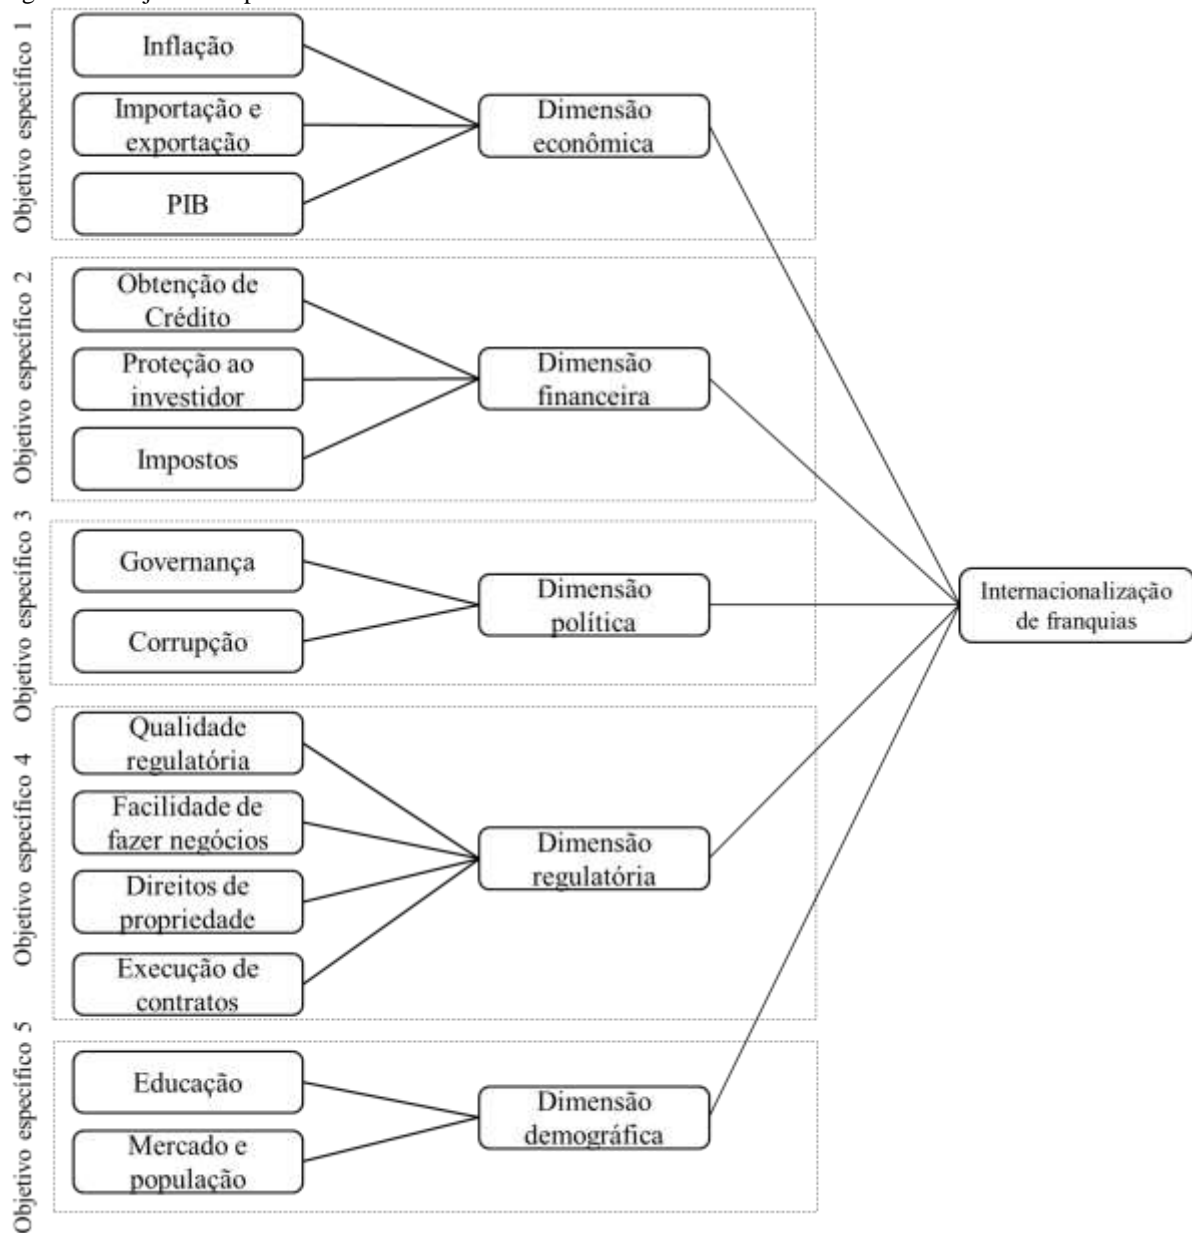 Objetivo específico 1
Inflação
Importação e
exportação
PIB
Dimensão
econômica
Objetivo específico 2
Obtenção de
Crédito
Proteção ao
investidor
Impostos
Dimensão
financeira
Objetivo específico 3
Governança
Corrupção
Dimensão
política
Internacionalização
de franquias
Objetivo específico 4
Qualidade
regulatória
Facilidade de
fazer negócios
Direitos de
propriedade
Execução de
contratos
Dimensão
regulatória
Objetivo específico 5
Educação
Mercado e
população
Dimensão
demográfica